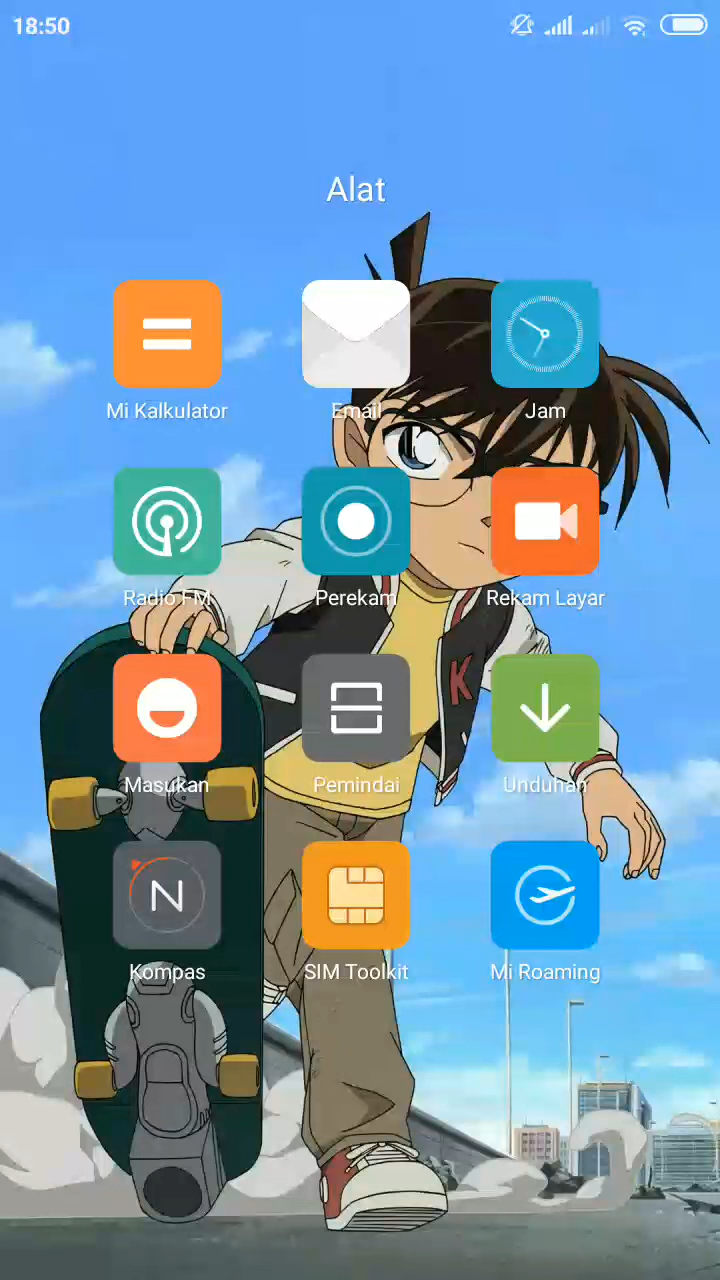 18:50
Alat
Mi Kalkulator
Email
Jam
Radio FM
Perekam
Rekam Layar
K
Masukan
Pemindai
Unduhan
N
Kompas
SIM Toolkit
Mi Roaming